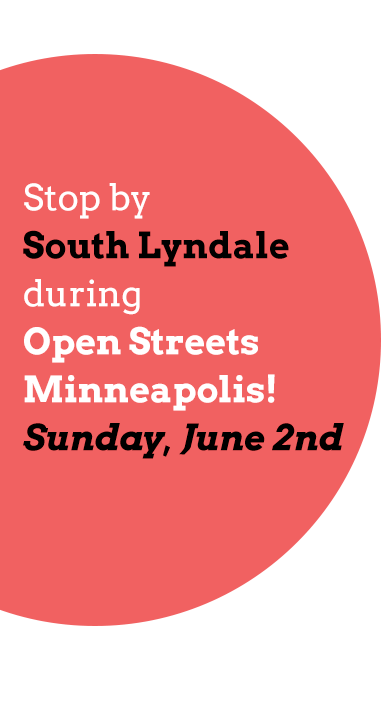 Stop by
South Lyndale
during
Open Streets
Minneapolis!
Sunday, June 2nd